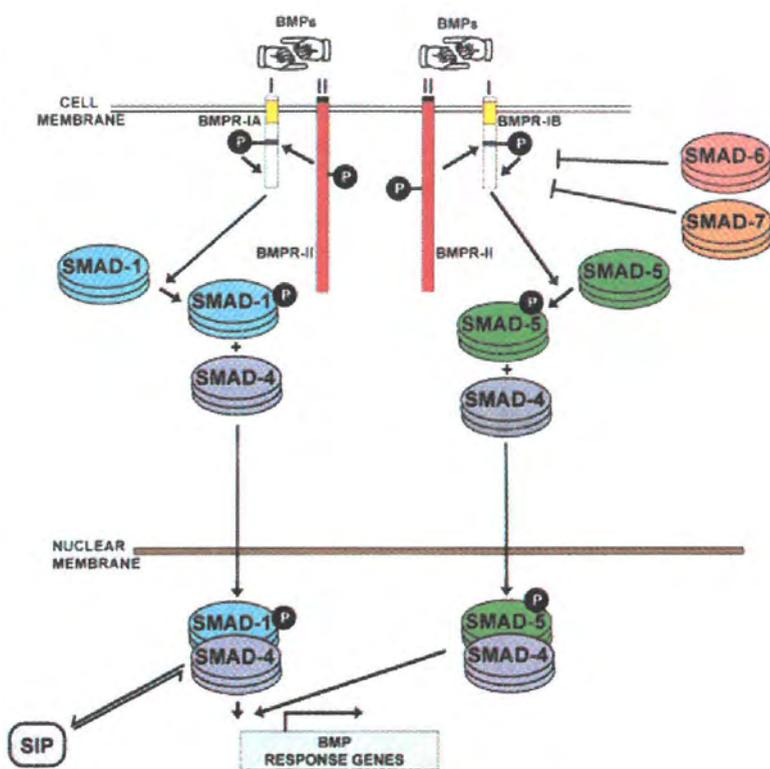 BMPs
BMPs
I
II
II
I
CELL
MEMBRANE
BMPR-IA
BMPR-IB
P
P
P
P
SMAD-6
SMAD-7
BMPR-II
BMPR-II
SMAD-1
SMAD-5
SMAD-1
P
P
SMAD-5
+
+
SMAD-4
SMAD-4
NUCLEAR
MEMBRANE
SMAD-1
P
P
SMAD-5
SMAD-4
SMAD-4
SIP
BMP
RESPONSE GENES